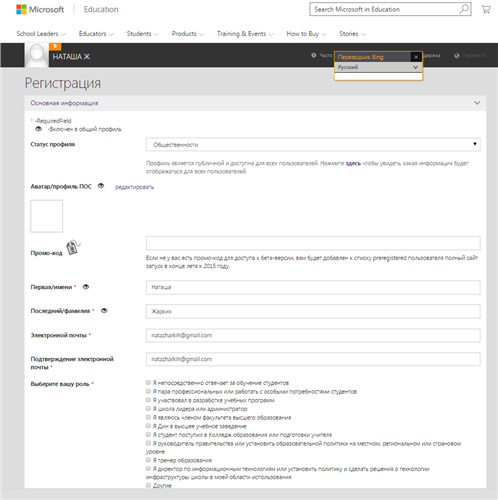 Microsoft | Education
Search Microsoft in Education
School Leaders Educators Students Products Training & Events How to Buy Stories
0
НАТАША Ж
Часто Переводчик Bing × держка
Русский
Регистрация
Основная информация
* -RequiredField
-Включен в общий профиль
Статус профиля Общественности
Профиль является публичной и доступна для всех пользователей. Нажмите здесь чтобы увидеть, какая информация будет
отображаться для всех пользователей.
Аватар/профиль ПОС редактировать
Промо-код
Если не у вас есть промо-код для доступа к бета-версии, вам будет добавлен к списку preregistered пользователя полный сайт
запуск в конце лета к 2015 году.
Первая/имени * Наташа
Последний/фамилия * Жарких
Электронной почты * natazharkih@gmail.com
Подтверждение электронной
почты * natazharkih@gmail.com
Выберите вашу роль *
Я непосредственно отвечает за обучение студентов
Я пара профессиональных или работать с особыми потребностями студентов
Я участвовал в разработке учебных программ
Я школа лидера или администратор
Я являюсь членом факультета высшего образования
Я Дин в высшее учебное заведение
Я студент поступил в Колледж образования или подготовки учителя
Я руководитель правительства или установить образовательной политики на местном, региональном или страновом
уровне
Я тренер образования
Я директор по информационным технологиям или установить политику и сделать решения о технологии
инфраструктуры школы в моей области использования
Другие